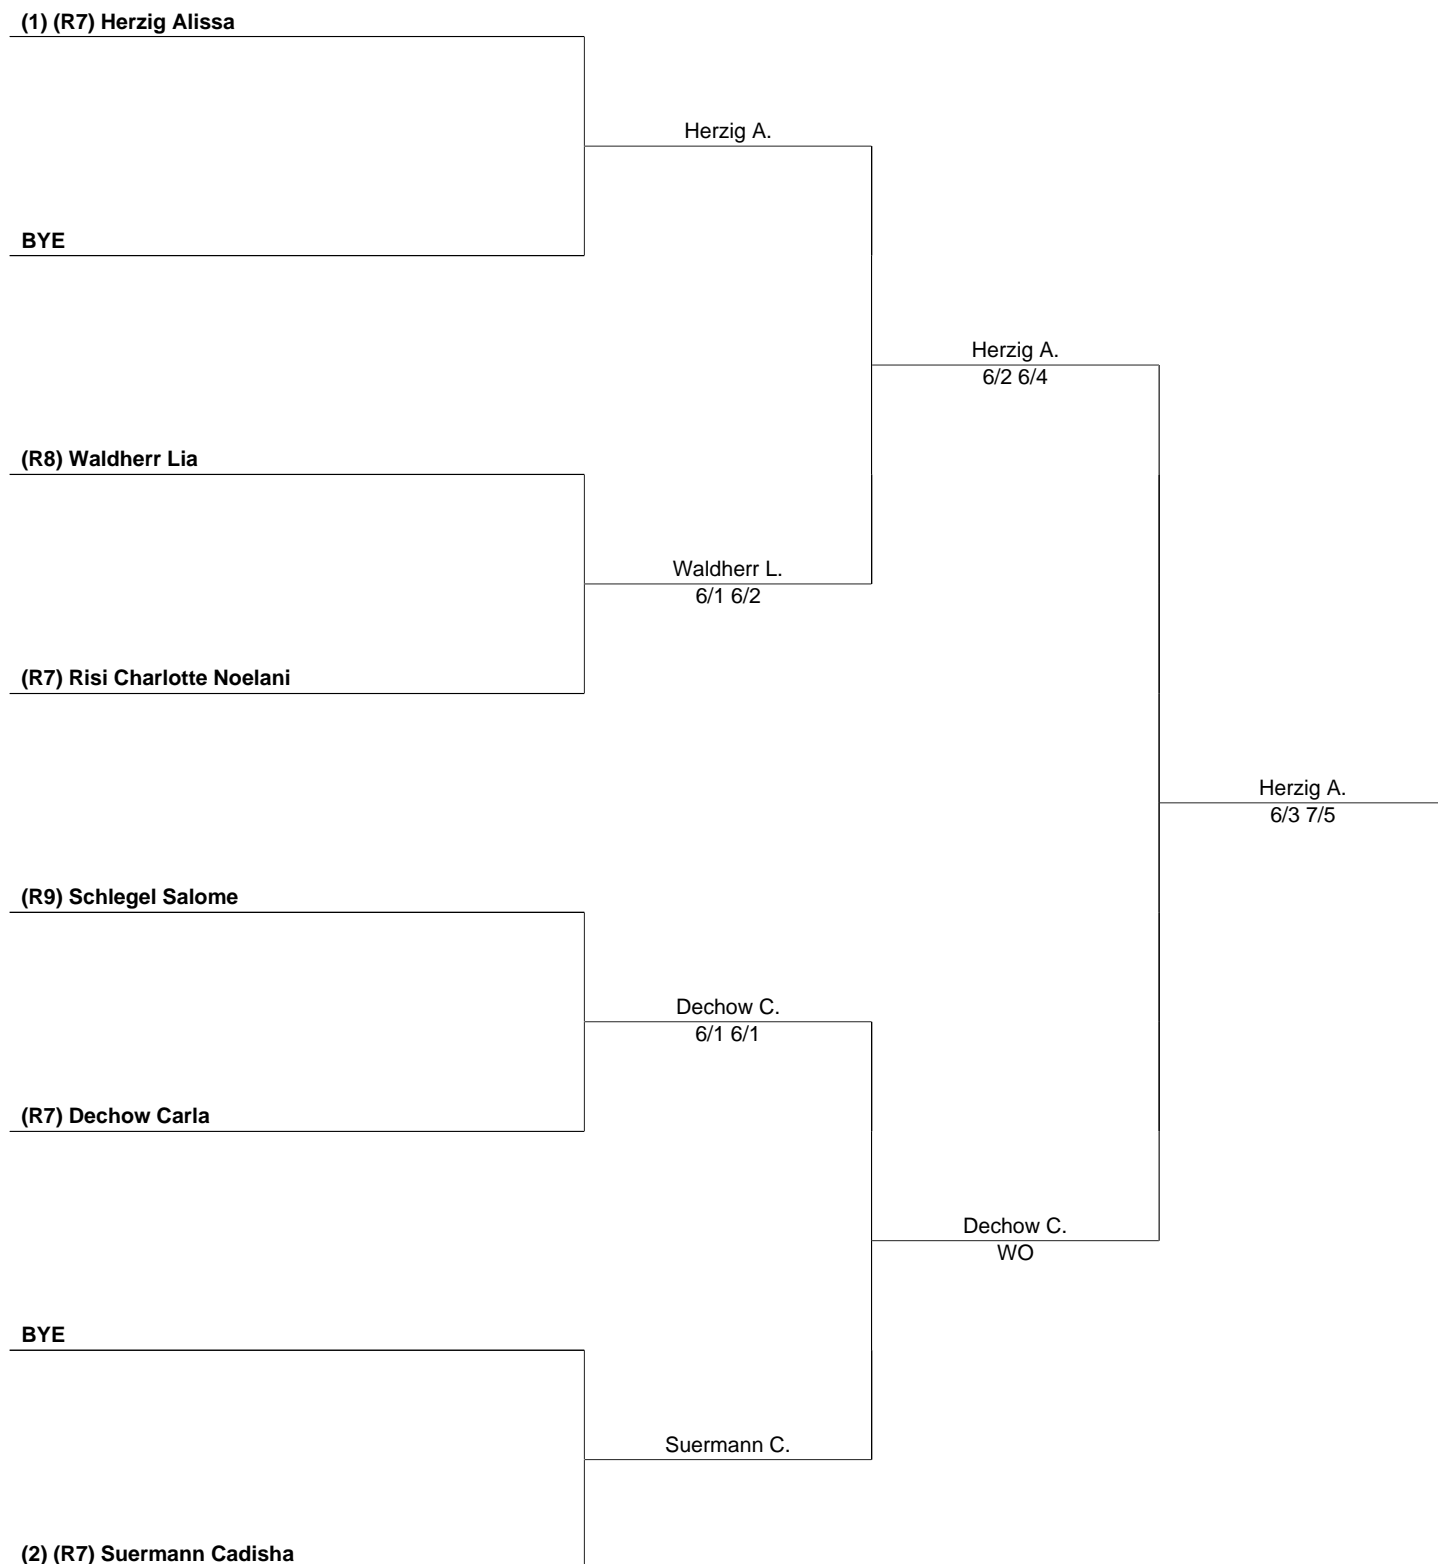 (1) (R7) Herzig Alissa
Herzig A.
BYE
Herzig A.
6/2 6/4
(R8) Waldherr Lia
Waldherr L.
6/1 6/2
(R7) Risi Charlotte Noelani
Herzig A.
6/3 7/5
(R9) Schlegel Salome
Dechow C.
6/1 6/1
(R7) Dechow Carla
Dechow C.
WO
BYE
Suermann C.
(2) (R7) Suermann Cadisha